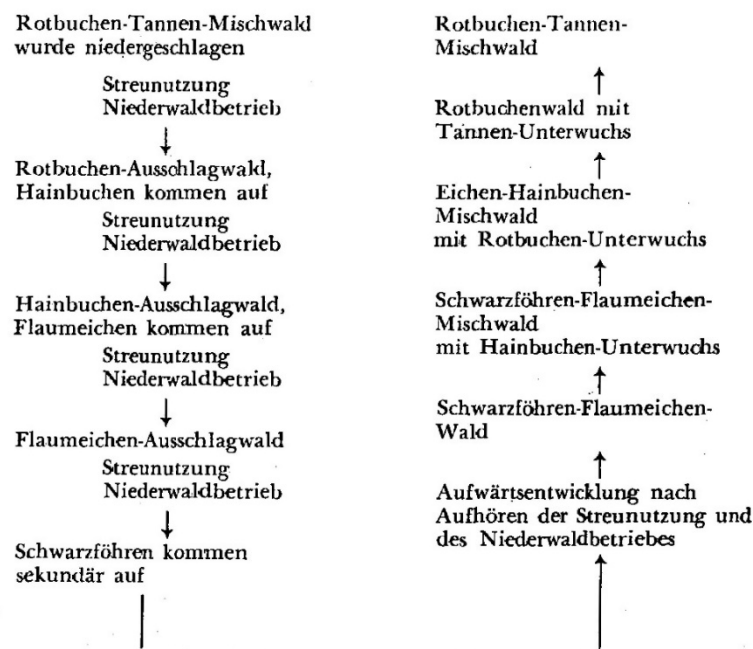 Rotbuchen-Tannen-Mischwald
wurde niedergeschlagen
Streunutzung
Niederwaldbetrieb
Rotbuchen-Ausschlagwald,
Hainbuchen kommen auf
Streunutzung
Niederwaldbetrieb
Hainbuchen-Ausschlagwald,
Flaumeichen kommen auf
Streunutzung
Niederwaldbetrieb
Flaumeichen-Ausschlagwald
Streunutzung
Niederwaldbetrieb
Schwarzföhren kommen
sekundär auf
Rotbuchen-Tannen-
Mischwald
Rotbuchenwald mit
Tannen-Unterwuchs
Eichen-Hainbuchen-
Mischwald
mit Rotbuchen-Unterwuchs
Schwarzföhren-Flaumeichen-
Mischwald
mit Hainbuchen-Unterwuchs
Schwarzföhren-Flaumeichen-
Wald
Aufwärtsentwicklung nach
Aufhören der Streunutzung und
des Niederwaldbetriebes